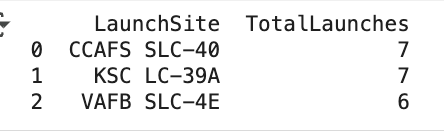 LaunchSite TotalLaunches
0 CCAFS SLC-40 7
1 KSC LC-39A 7
2 VAFB SLC-4E 6